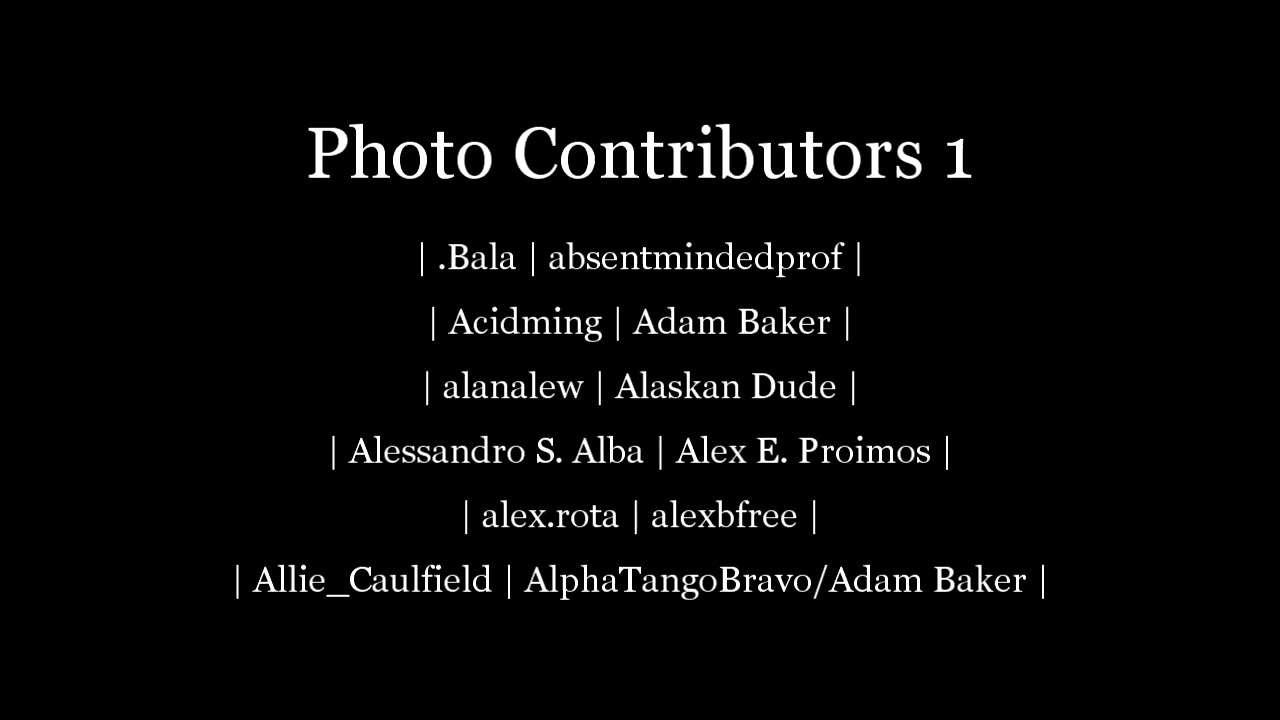 Photo Contributors 1
| .Bala | absentmindedprof |
| Acidming | Adam Baker |
| alanalew | Alaskan Dude |
| Alessandro S. Alba | Alex E. Proimos |
| alex.rota | alexbfree |
| Allie_Caulfield | AlphaTangoBravo/Adam Baker |